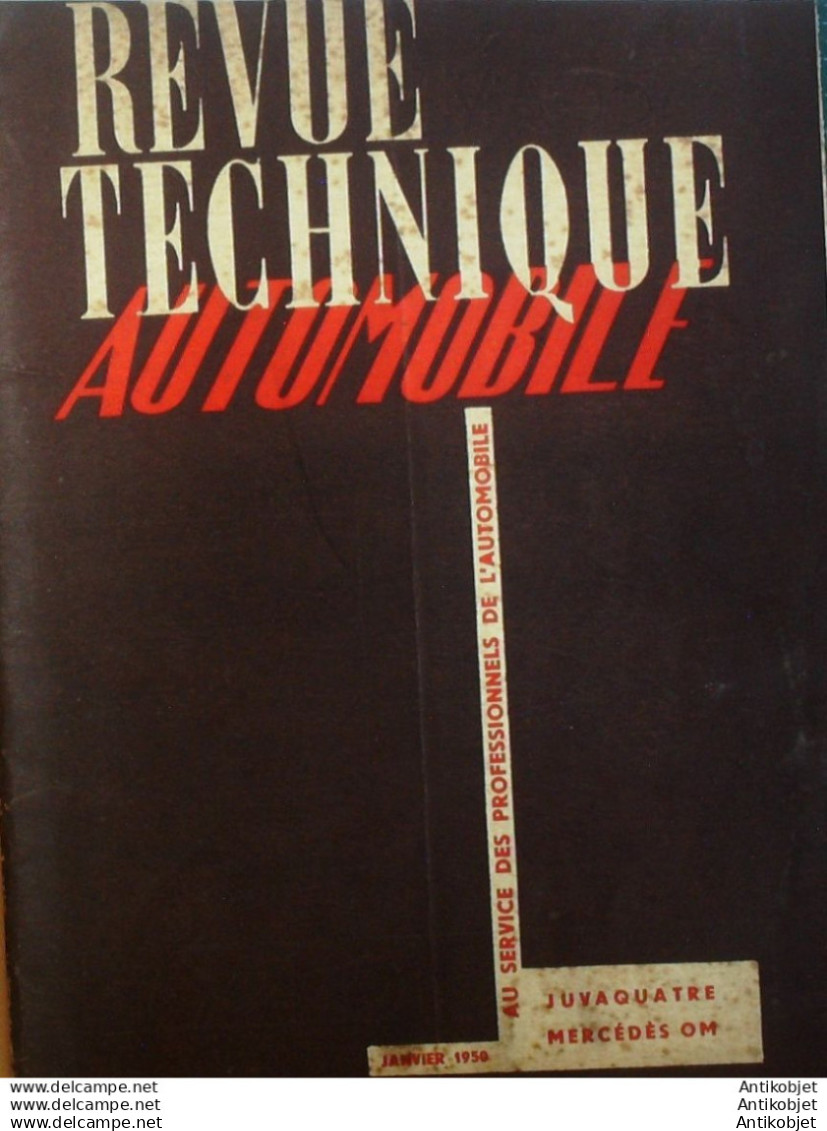 REVUE
TECHNIQUE
AUTOMOBILE
AU SERVICE DES PROFESSIONNELS DE L'AUTOMOBILE
JUVAQUATRE
MERCÉDÈS OM
JANVIER 1950
www.delcampe.net
www.delcampe.net
www.delcampe.net
Antikobjet
Antikobjet
Antikobjet